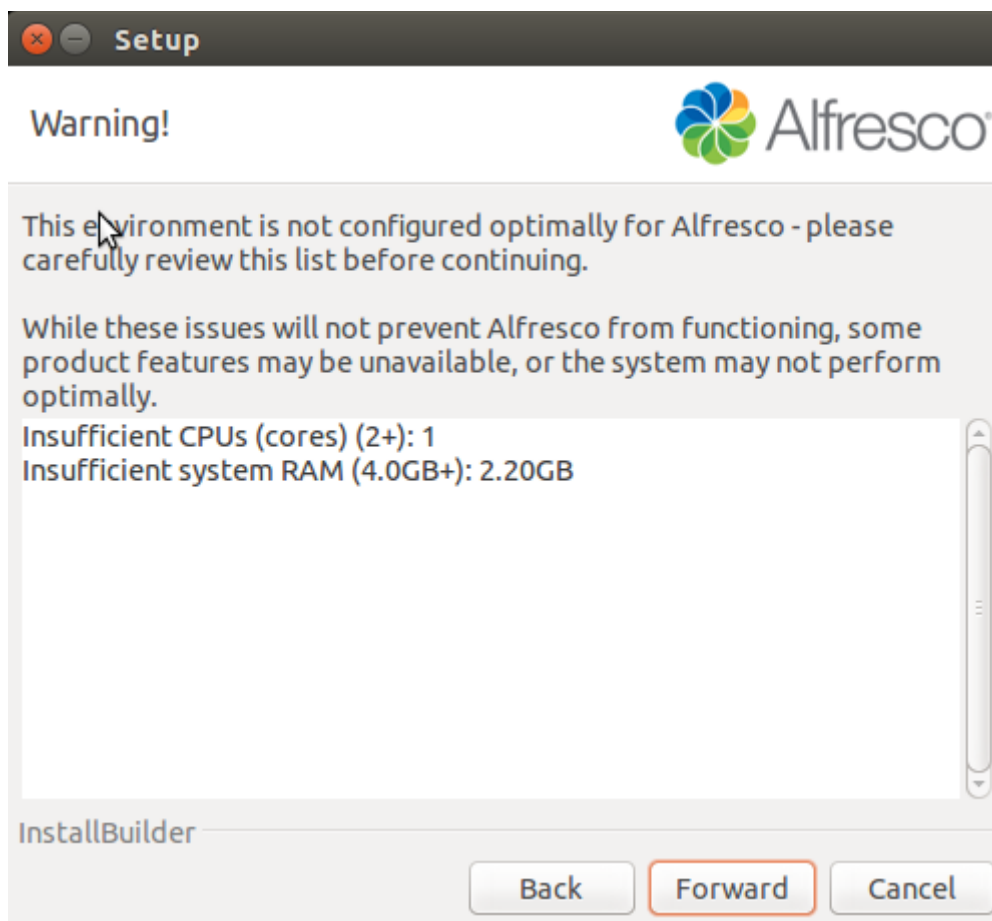 Setup
Warning!
Alfresco
This environment is not configured optimally for Alfresco - please
carefully review this list before continuing.
While these issues will not prevent Alfresco from functioning, some
product features may be unavailable, or the system may not perform
optimally.
Insufficient CPUs (cores) (2+): 1
Insufficient system RAM (4.0GB+): 2.20GB
InstallBuilder
Back
Forward
Cancel